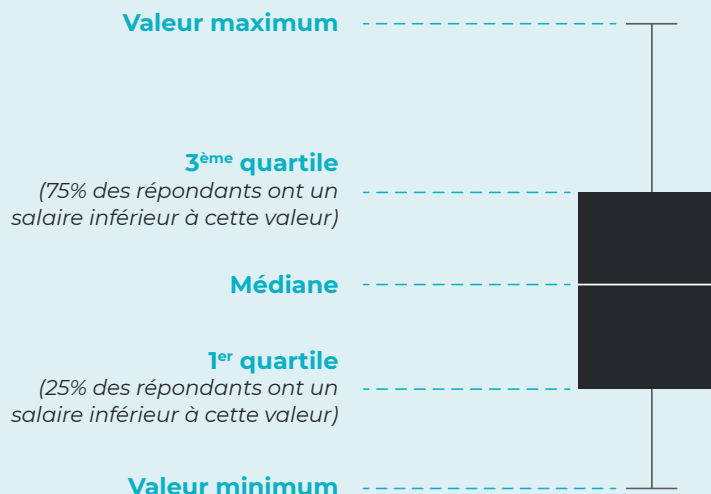 Valeur maximum
3ème quartile
(75% des répondants ont un
salaire inférieur à cette valeur)
Médiane
1er quartile
(25% des répondants ont un
salaire inférieur à cette valeur)
Valeur minimum